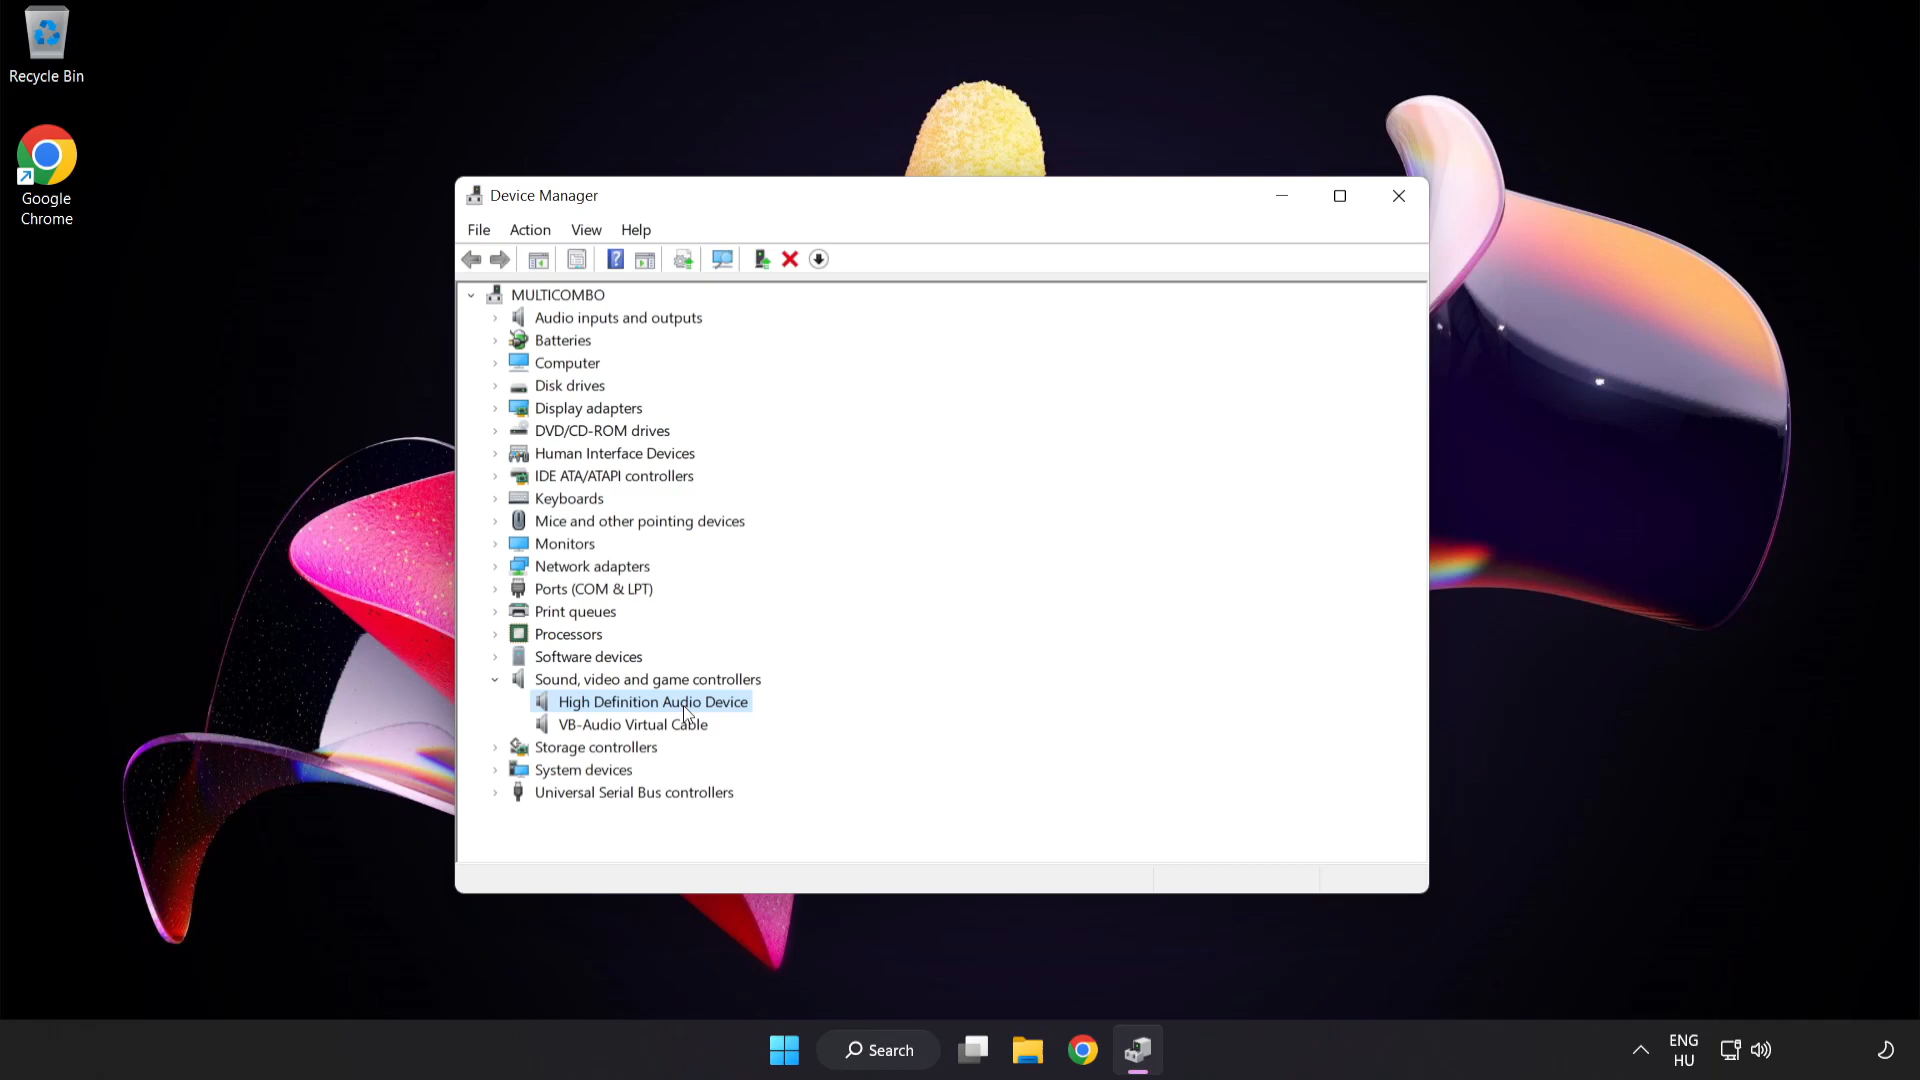 Recycle Bin
Google
Chrome
Device Manager
File Action View Help
MULTICOMBO
Audio inputs and outputs
Batteries
Computer
Disk drives
Display adapters
DVD/CD-ROM drives
Human Interface Devices
IDE ATA/ATAPI controllers
Keyboards
Mice and other pointing devices
Monitors
Network adapters
Ports (COM & LPT)
Print queues
Processors
Software devices
Sound, video and game controllers
High Definition Audio Device
VB-Audio Virtual Cable
Storage controllers
System devices
Universal Serial Bus controllers
Search
ENG
HU